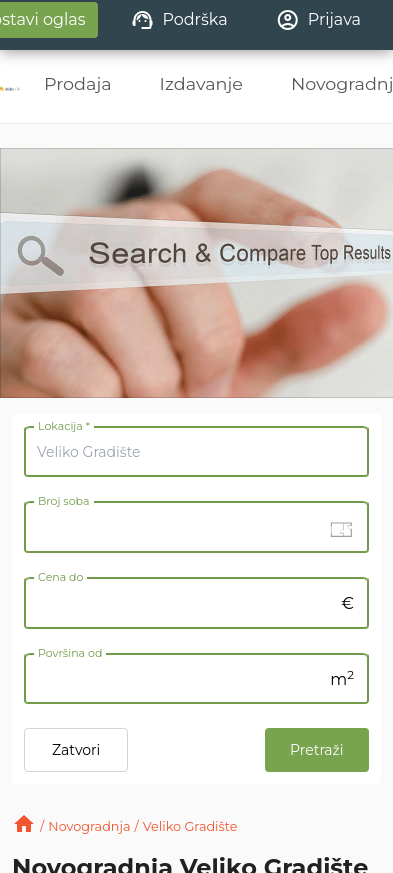 ostavi oglas
Podrška
Prijava
Prodaja
Izdavanje
Novogradnj
Search & Compare Top Results
Lokacija *
Veliko Gradište
Broj soba
Cena do
€
Površina od
m²
Zatvori
Pretraži
/ Novogradnja / Veliko Gradište
Novogradnja Veliko Gradište